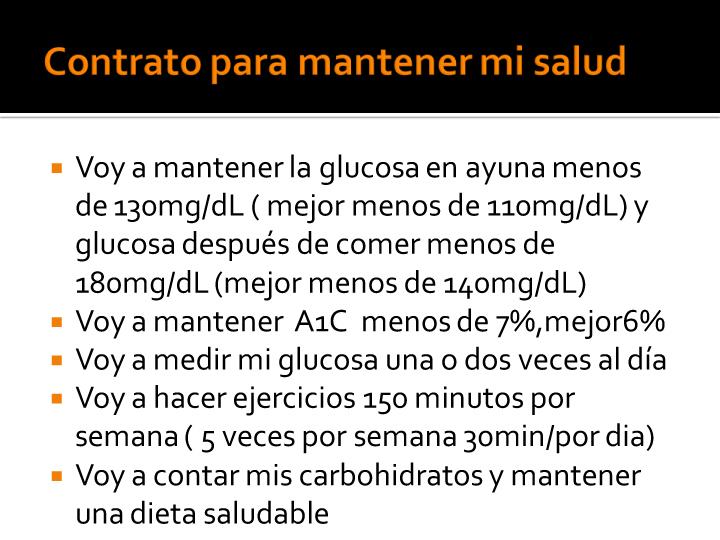 Contrato para mantener mi salud
Voy a mantener la glucosa en ayuna menos
de 130mg/dL ( mejor menos de 110mg/dL) y
glucosa después de comer menos de
180mg/dL (mejor menos de 140mg/dL)
Voy a mantener A1C menos de 7%,mejor6%
Voy a medir mi glucosa una o dos veces al día
Voy a hacer ejercicios 150 minutos por
semana ( 5 veces por semana 30min/por dia)
Voy a contar mis carbohidratos y mantener
una dieta saludable